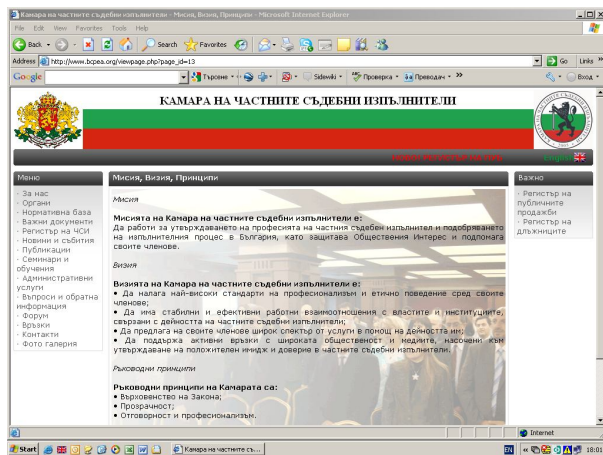 Камара на частните съдебни изпълнители - Мисия, Визия, Принципи - Microsoft Internet Explorer
File Edit View Favorites Tools Help
Back Search Favorites
Address http://www.bcpea.org/viewpage.php?page_id=13 Go Links »
Google Търсене Sidewiki Проверка Преводач » Вход
КАМАРА НА ЧАСТНИТЕ СЪДЕБНИ ИЗПЪЛНИТЕЛИ
English
Меню
· За нас
· Органи
· Нормативна база
· Важни документи
· Регистър на ЧСИ
· Новини и събития
· Публикации
· Семинари и
обучения
· Административни
услуги
· Въпроси и обратна
информация
· Форум
· Връзки
· Контакти
· Фото галерия
Мисия, Визия, Принципи
Мисия
Мисията на Камара на частните съдебни изпълнители е:
Да работи за утвърждаването на професията на частния съдебен изпълнител и подобряването
на изпълнителния процес в България, като защитава Обществения Интерес и подпомага
своите членове.
Визия
Визията на Камара на частните съдебни изпълнители е:
• Да налага най-високи стандарти на професионализъм и етично поведение сред своите
членове;
• Да има стабилни и ефективни работни взаимоотношения с властите и институциите,
свързани с дейността на частните съдебни изпълнители;
• Да предлага на своите членове широк спектър от услуги в помощ на дейността им;
• Да поддържа активни връзки с широката общественост и медиите, насочени към
утвърждаване на положителен имидж и доверие в частните съдебни изпълнители.
Ръководни принципи
Ръководни принципи на Камарата са:
• Върховенство на Закона;
• Прозрачност;
• Отговорност и професионализъм.
Важно
· Регистър на
публичните
продажби
· Регистър на
длъжниците
Internet
Start Камара на частните съ... EN « 18:01